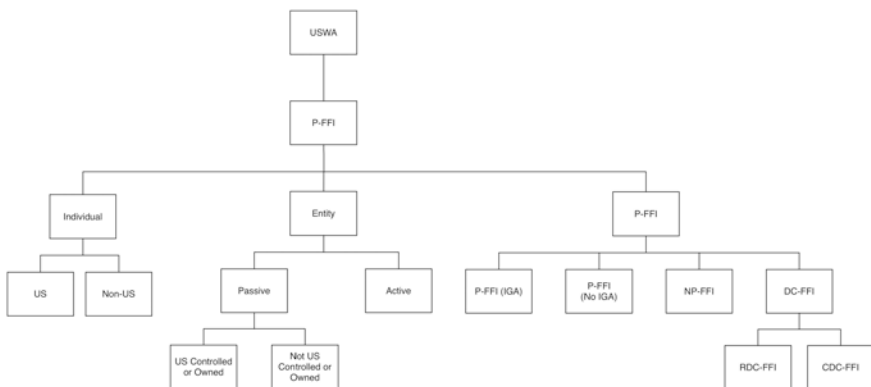 USWA
P-FFI
Individual
Entity
P-FFI
US
Non-US
Passive
Active
P-FFI (IGA)
P-FFI
(No IGA)
NP-FFI
DC-FFI
US Controlled
or Owned
Not US
Controlled or
Owned
RDC-FFI
CDC-FFI